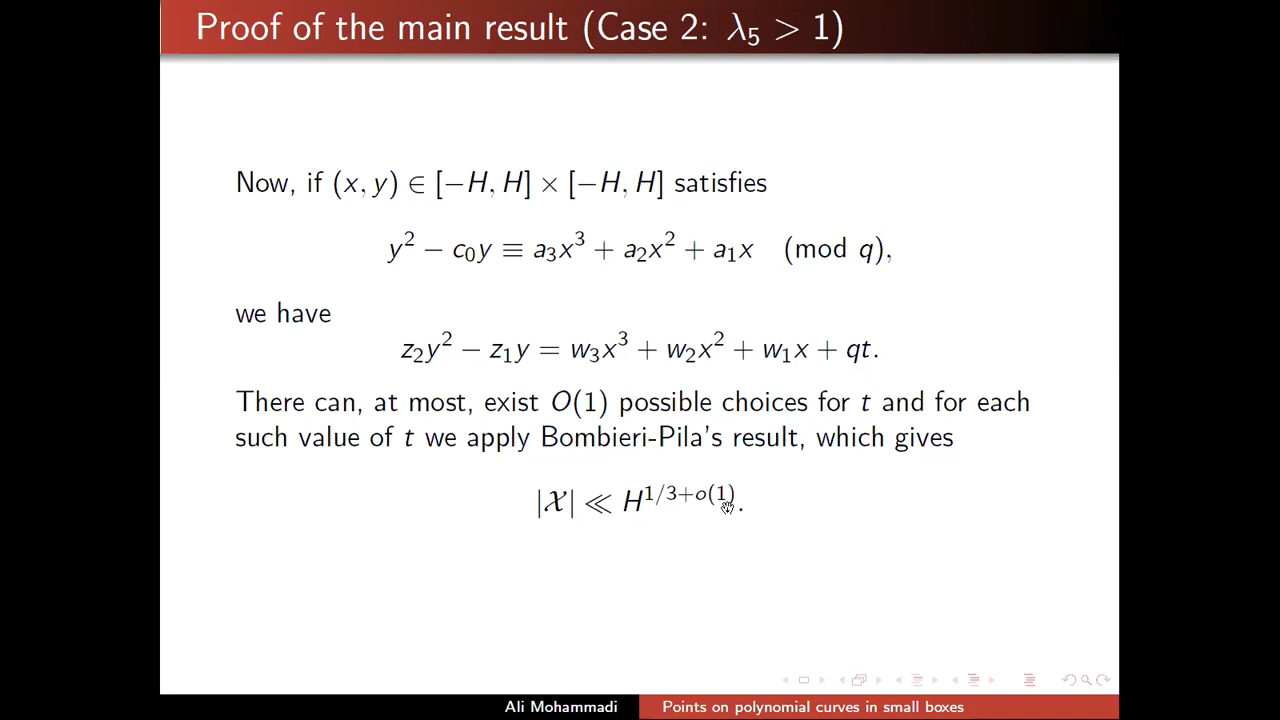 Proof of the main result (Case 2: λ₅ > 1)
Now, if (x, y) ∈ [−H, H] × [−H, H] satisfies
y² − c₀y ≡ a₃x³ + a₂x² + a₁x (mod q),
we have
z₂y² − z₁y = w₃x³ + w₂x² + w₁x + qt.
There can, at most, exist O(1) possible choices for t and for each
such value of t we apply Bombieri-Pila's result, which gives
|𝒳| ≪ H^{1/3+o(1)}.
Ali Mohammadi
Points on polynomial curves in small boxes